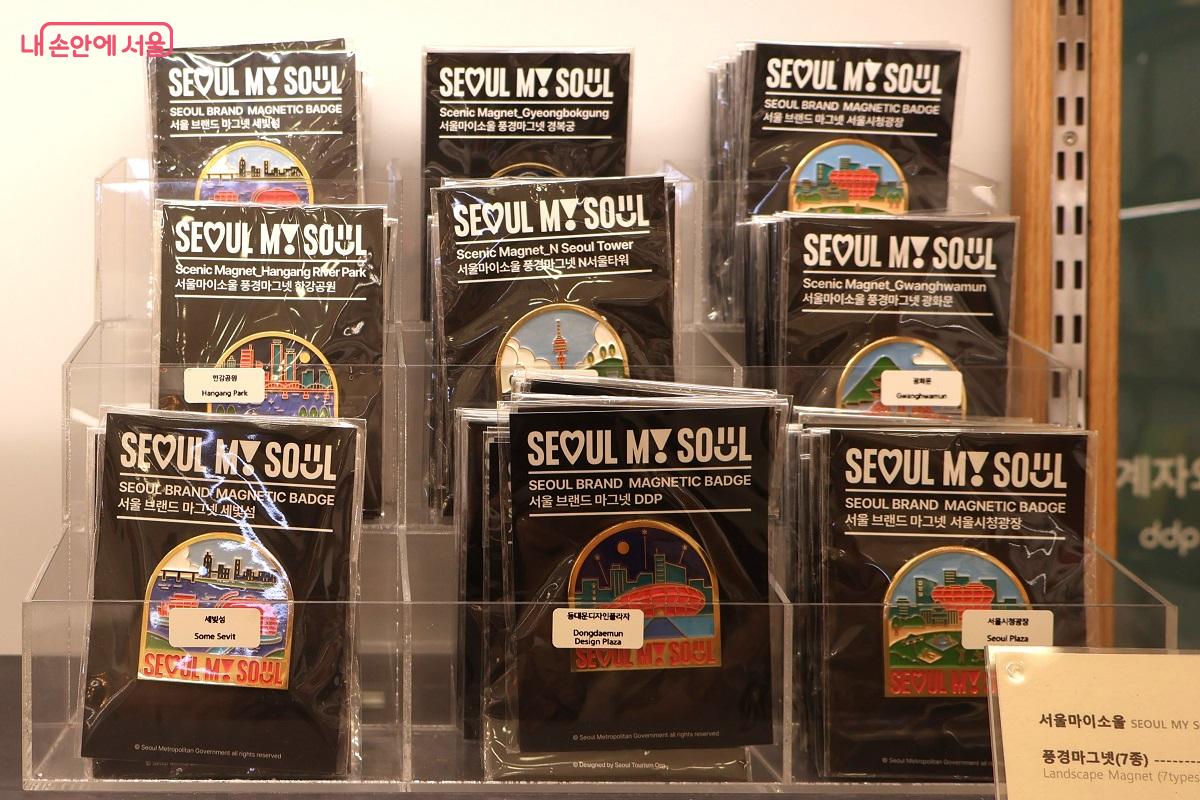 내 손안에 서울
SEOUL MY SOUL
SEOUL BRAND MAGNETIC BADGE
서울 브랜드 마그넷 세빛섬
SEOUL MY SOUL
Scenic Magnet_Gyeongbokgung
서울마이소울 풍경마그넷 경복궁
SEOUL MY SOUL
SEOUL BRAND MAGNETIC BADGE
서울 브랜드 마그넷 서울시청광장
SEOUL MY SOUL
Scenic Magnet_Hangang River Park
서울마이소울 풍경마그넷 한강공원
한강공원
Hangang Park
SEOUL MY SOUL
Scenic Magnet_N Seoul Tower
서울마이소울 풍경마그넷 N서울타워
SEOUL MY SOUL
Scenic Magnet_Gwanghwamun
서울마이소울 풍경마그넷 광화문
광화문
Gwanghwamun
SEOUL MY SOUL
SEOUL BRAND MAGNETIC BADGE
서울 브랜드 마그넷 세빛섬
세빛섬
Some Sevit
SEOUL MY SOUL
© Seoul Metropolitan Government all rights reserved
SEOUL MY SOUL
SEOUL BRAND MAGNETIC BADGE
서울 브랜드 마그넷 DDP
동대문디자인플라자
Dongdaemun
Design Plaza
SEOUL MY SOUL
© Seoul Metropolitan Government all rights reserved
© Designed by Seoul Tourism Org.
SEOUL MY SOUL
SEOUL BRAND MAGNETIC BADGE
서울 브랜드 마그넷 서울시청광장
서울시청광장
Seoul Plaza
SEOUL MY
© Seoul Metropolitan Government all rights reserved
계자
ddp
서울마이소울 SEOUL MY S
풍경마그넷(7종) ---------
Landscape Magnet (7types